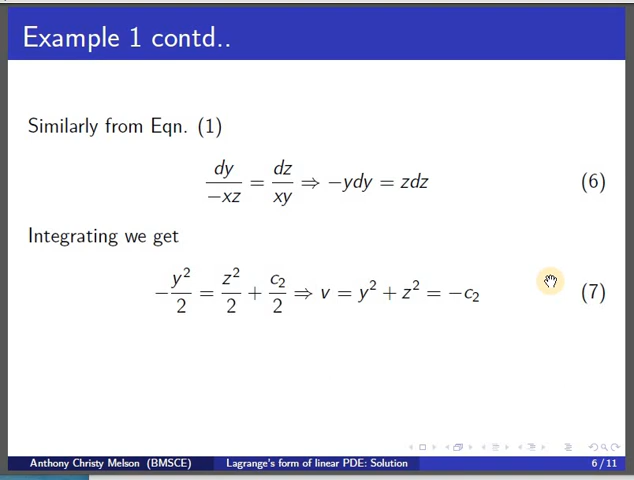 Example 1 contd..
Similarly from Eqn. (1)
dy/−xz = dz/xy ⇒ −ydy = zdz (6)
Integrating we get
−y²/2 = z²/2 + c₂/2 ⇒ v = y² + z² = −c₂ (7)
Anthony Christy Melson (BMSCE) Lagrange's form of linear PDE: Solution 6 / 11